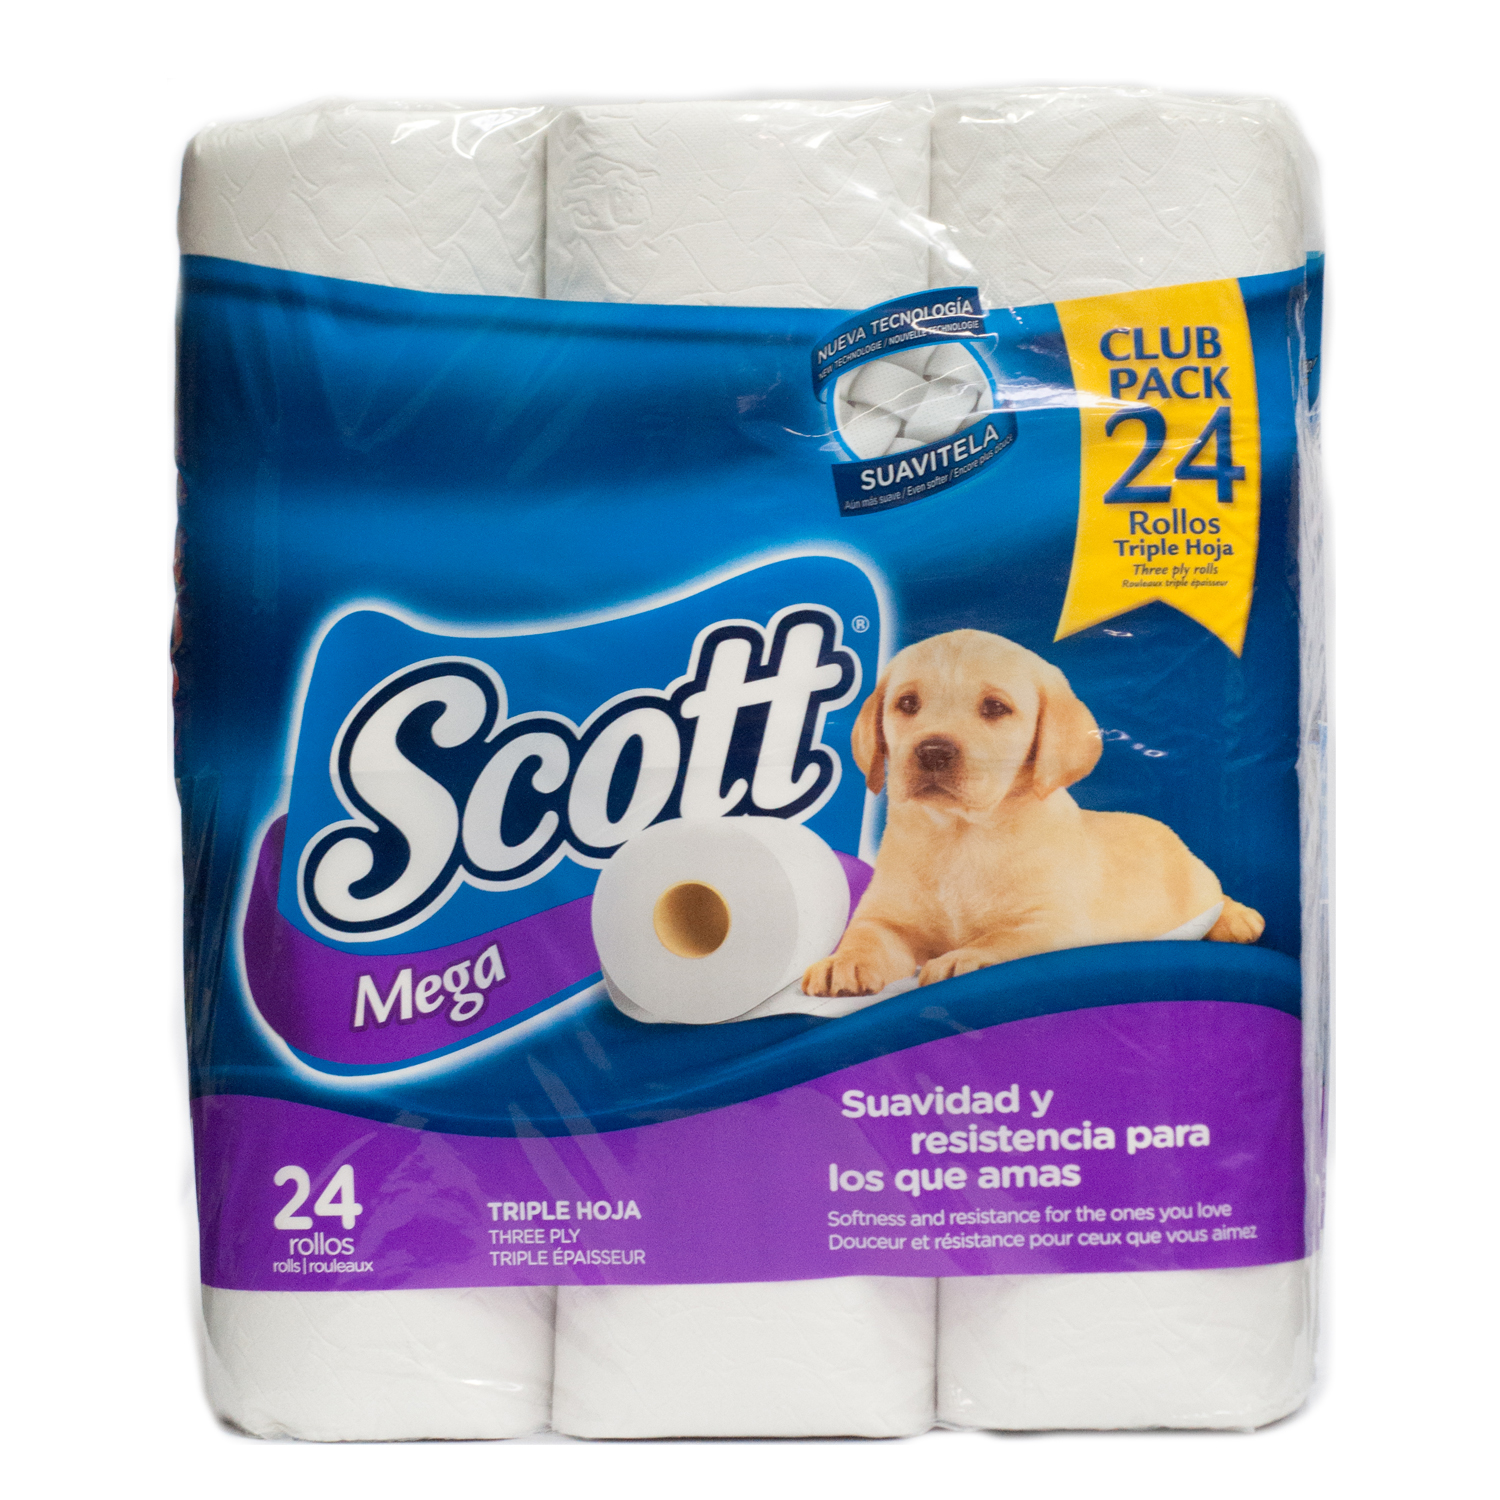 NUEVA TECNOLOGÍA
NEW TECHNOLOGIE / NOUVELLE TECHNOLOGIE
SUAVITELA
Aún más suave / Even softer / Encore plus douce
CLUB
PACK
24
Rollos
Triple Hoja
Three ply rolls
Rouleaux triple épaisseur
Scott®
Mega
Suavidad y
resistencia para
los que amas
Softness and resistance for the ones you love
Douceur et résistance pour ceux que vous aimez
24
rollos
rolls | rouleaux
TRIPLE HOJA
THREE PLY
TRIPLE ÉPAISSEUR